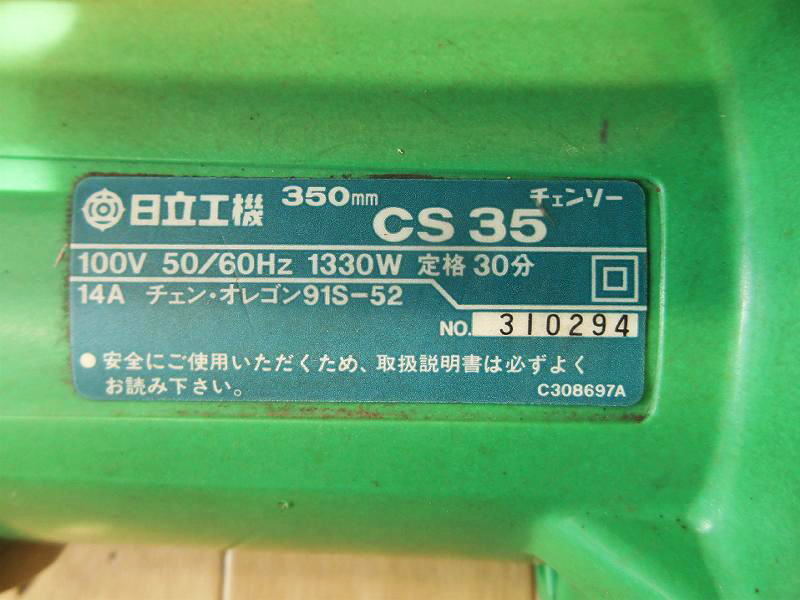 日立工機 350mm チェンソー
CS 35
100V 50/60Hz 1330W 定格 30分
14A チェン・オレゴン91S-52
NO. 310294
● 安全にご使用いただくため、取扱説明書は必ずよく
お読み下さい。
C308697A